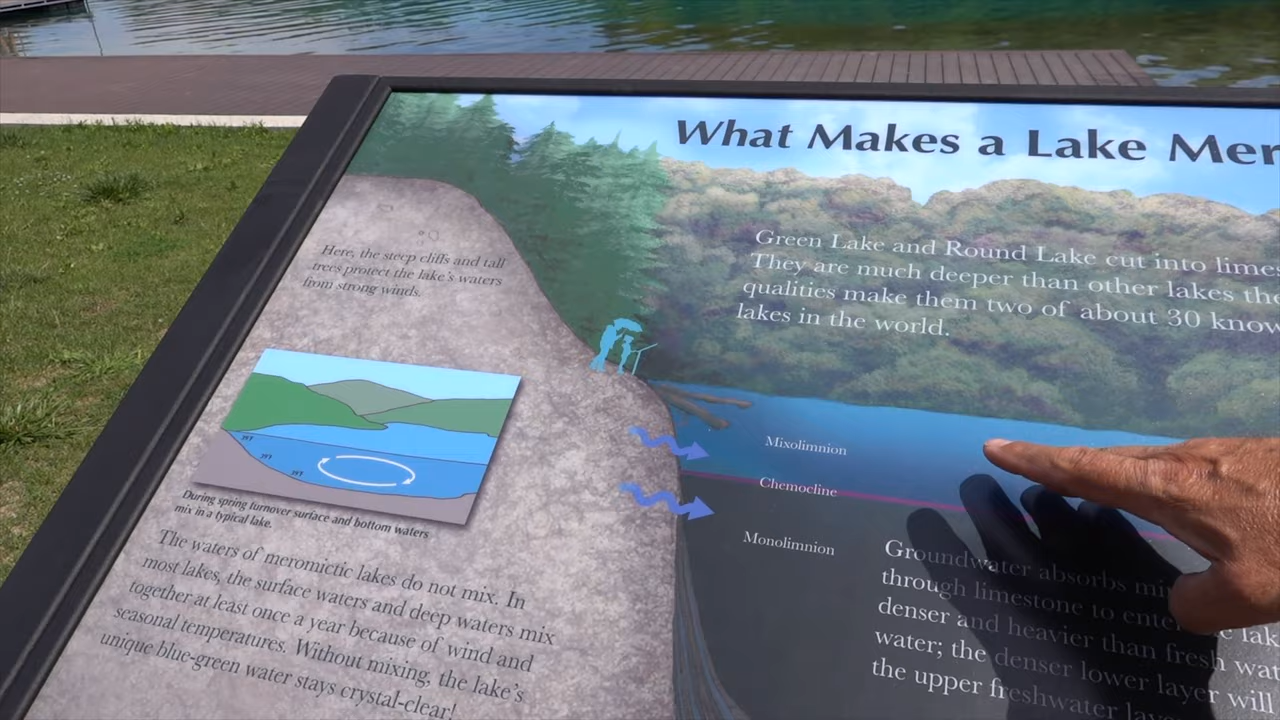 What Makes a Lake Mer
Here, the steep cliffs and tall
trees protect the lake's waters
from strong winds.
Green Lake and Round Lake cut into limes
They are much deeper than other lakes the
qualities make them two of about 30 know
lakes in the world.
39°F
39°F
39°F
During spring turnover surface and bottom waters
mix in a typical lake.
Mixolimnion
Chemocline
Monolimnion
The waters of meromictic lakes do not mix. In
most lakes, the surface waters and deep waters mix
together at least once a year because of wind and
seasonal temperatures. Without mixing, the lake's
unique blue-green water stays crystal-clear!
Groundwater absorbs mi
through limestone to enter lak
denser and heavier than fresh wat
water; the denser lower layer will
the upper freshwater laye